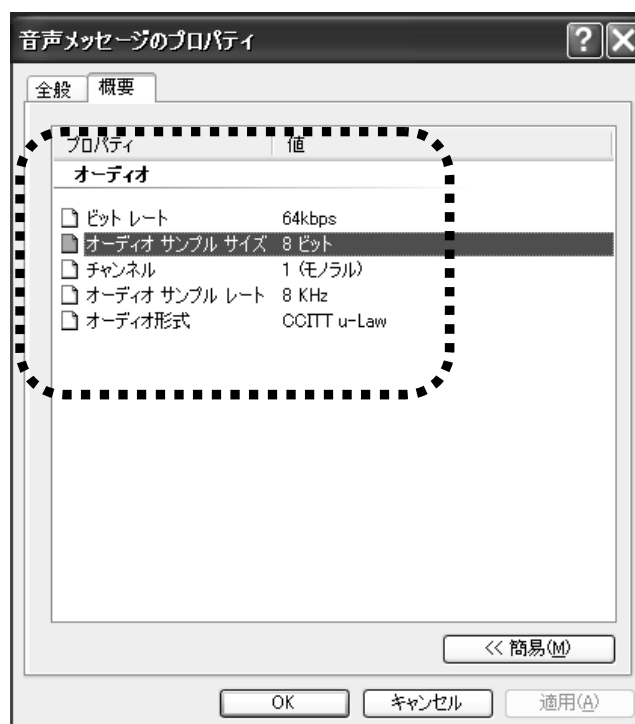 音声メッセージのプロパティ
全般 概要
プロパティ 値
オーディオ
ビット レート 64kbps
オーディオ サンプル サイズ 8 ビット
チャンネル 1 (モノラル)
オーディオ サンプル レート 8 KHz
オーディオ形式 CCITT u-Law
<< 簡易(M)
OK キャンセル 適用(A)